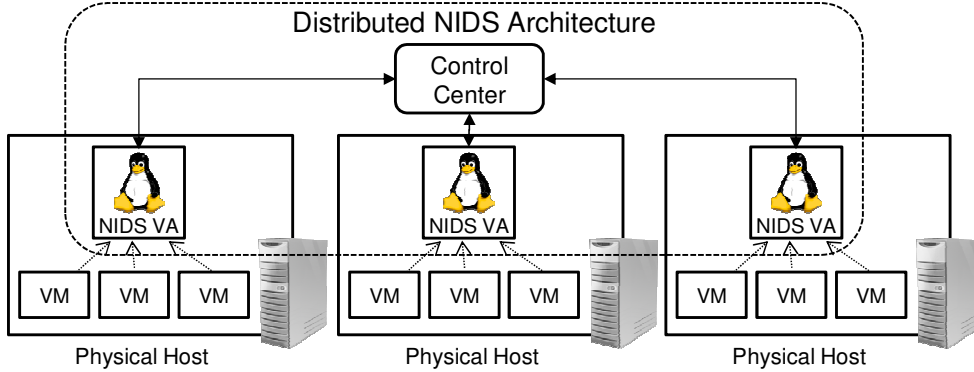 Distributed NIDS Architecture
Control
Center
NIDS VA
NIDS VA
NIDS VA
VM
VM
VM
VM
VM
VM
VM
VM
VM
Physical Host
Physical Host
Physical Host